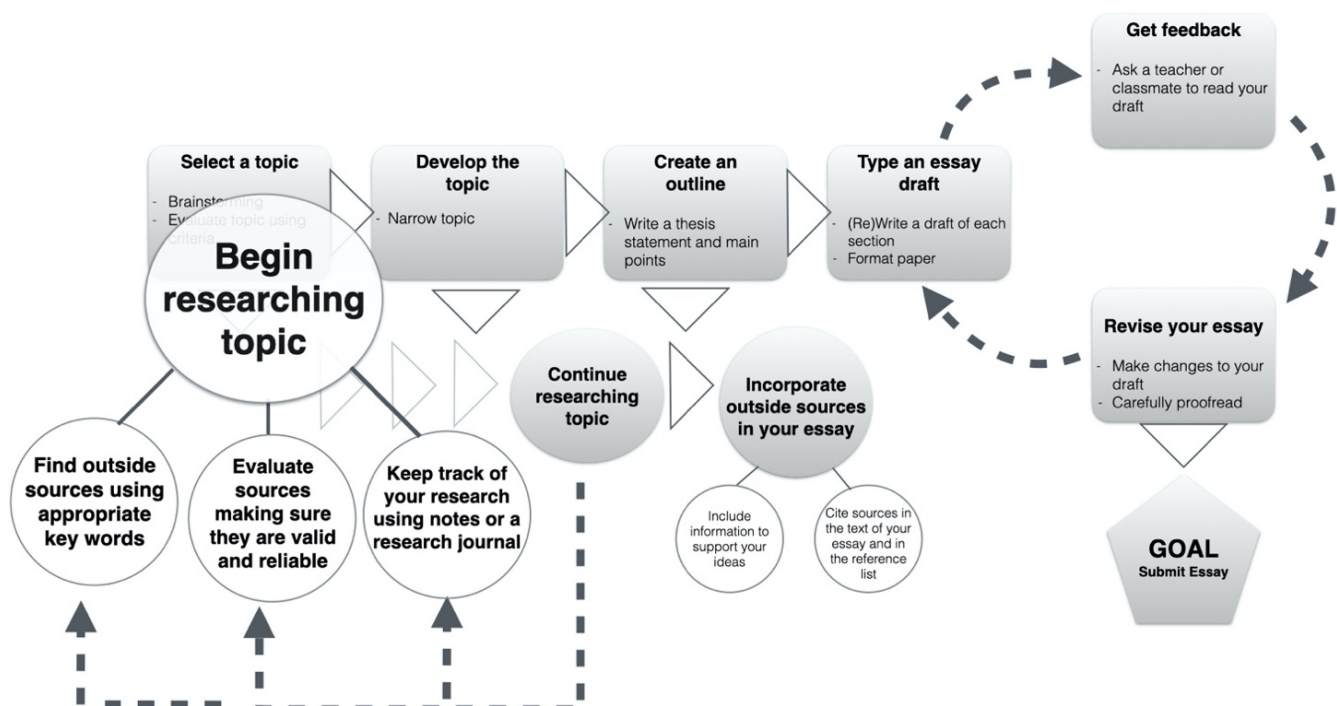 Get feedback
- Ask a teacher or
classmate to read your
draft
Select a topic
- Brainstorming
- Evaluate topic using
criteria
Develop the
topic
- Narrow topic
Create an
outline
- Write a thesis
statement and main
points
Type an essay
draft
- (Re)Write a draft of each
section
- Format paper
Begin
researching
topic
Revise your essay
- Make changes to your
draft
- Carefully proofread
Continue
researching
topic
Incorporate
outside sources
in your essay
Find outside
sources using
appropriate
key words
Evaluate
sources
making sure
they are valid
and reliable
Keep track of
your research
using notes or a
research journal
Include
information to
support your
ideas
Cite sources in
the text of your
essay and in
the reference
list
GOAL
Submit Essay